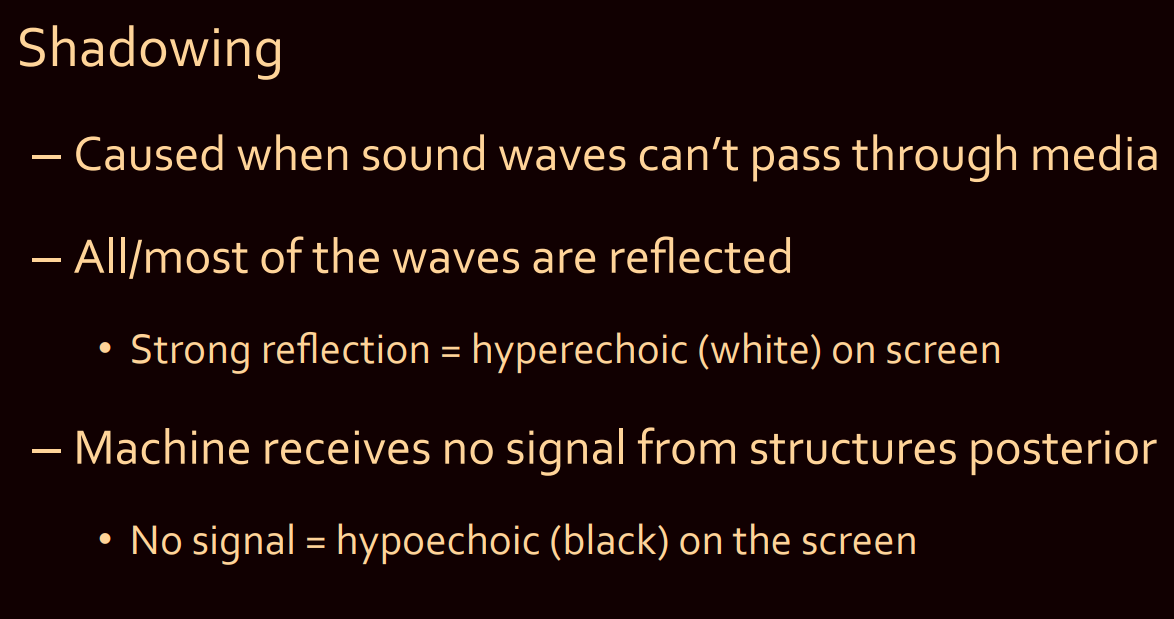 Shadowing
– Caused when sound waves can’t pass through media
– All/most of the waves are reflected
• Strong reflection = hyperechoic (white) on screen
– Machine receives no signal from structures posterior
• No signal = hypoechoic (black) on the screen